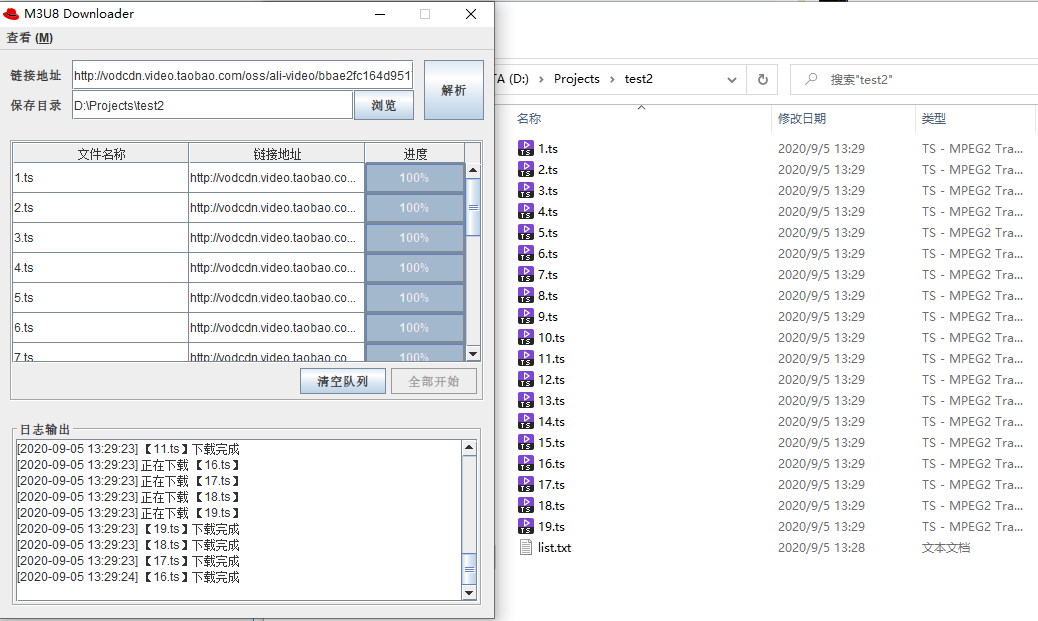 M3U8 Downloader
查看 (M)
链接地址 http://vodcdn.video.taobao.com/oss/ali-video/bbae2fc164d951
解析
保存目录 D:\Projects\test2 浏览
文件名称 链接地址 进度
1.ts http://vodcdn.video.taobao.co... 100%
2.ts http://vodcdn.video.taobao.co... 100%
3.ts http://vodcdn.video.taobao.co... 100%
4.ts http://vodcdn.video.taobao.co... 100%
5.ts http://vodcdn.video.taobao.co... 100%
6.ts http://vodcdn.video.taobao.co... 100%
7.ts http://vodcdn.video.taobao.co 100%
清空队列 全部开始
日志输出
[2020-09-05 13:29:23]【11.ts】下载完成
[2020-09-05 13:29:23] 正在下载 【16.ts】
[2020-09-05 13:29:23] 正在下载 【17.ts】
[2020-09-05 13:29:23] 正在下载 【18.ts】
[2020-09-05 13:29:23] 正在下载 【19.ts】
[2020-09-05 13:29:23]【19.ts】下载完成
[2020-09-05 13:29:23]【18.ts】下载完成
[2020-09-05 13:29:23]【17.ts】下载完成
[2020-09-05 13:29:24]【16.ts】下载完成
TA (D:) › Projects › test2
搜索"test2"
名称 修改日期 类型
1.ts 2020/9/5 13:29 TS - MPEG2 Tra...
2.ts 2020/9/5 13:29 TS - MPEG2 Tra...
3.ts 2020/9/5 13:29 TS - MPEG2 Tra...
4.ts 2020/9/5 13:29 TS - MPEG2 Tra...
5.ts 2020/9/5 13:29 TS - MPEG2 Tra...
6.ts 2020/9/5 13:29 TS - MPEG2 Tra...
7.ts 2020/9/5 13:29 TS - MPEG2 Tra...
8.ts 2020/9/5 13:29 TS - MPEG2 Tra...
9.ts 2020/9/5 13:29 TS - MPEG2 Tra...
10.ts 2020/9/5 13:29 TS - MPEG2 Tra...
11.ts 2020/9/5 13:29 TS - MPEG2 Tra...
12.ts 2020/9/5 13:29 TS - MPEG2 Tra...
13.ts 2020/9/5 13:29 TS - MPEG2 Tra...
14.ts 2020/9/5 13:29 TS - MPEG2 Tra...
15.ts 2020/9/5 13:29 TS - MPEG2 Tra...
16.ts 2020/9/5 13:29 TS - MPEG2 Tra...
17.ts 2020/9/5 13:29 TS - MPEG2 Tra...
18.ts 2020/9/5 13:29 TS - MPEG2 Tra...
19.ts 2020/9/5 13:29 TS - MPEG2 Tra...
list.txt 2020/9/5 13:28 文本文档